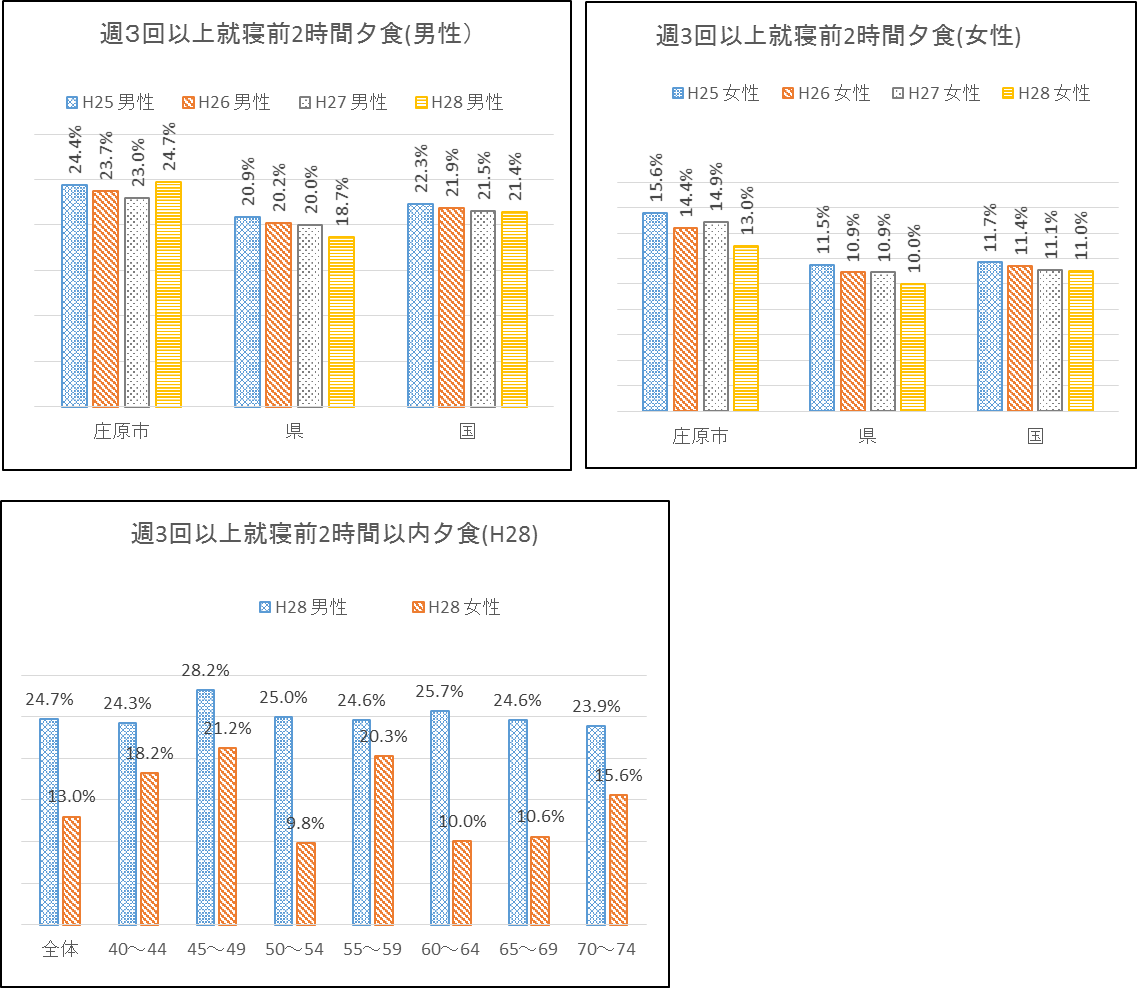 週3回以上就寝前2時間夕食(男性）
H25 男性 H26 男性 H27 男性 H28 男性
24.4% 23.7% 23.0% 24.7% 20.9% 20.2% 20.0% 18.7% 22.3% 21.9% 21.5% 21.4%
庄原市 県 国
週3回以上就寝前2時間夕食(女性)
H25 女性 H26 女性 H27 女性 H28 女性
15.6% 14.4% 14.9% 13.0% 11.5% 10.9% 10.9% 10.0% 11.7% 11.4% 11.1% 11.0%
庄原市 県 国
週3回以上就寝前2時間以内夕食(H28)
H28 男性 H28 女性
24.7% 24.3% 28.2% 25.0% 24.6% 25.7% 24.6% 23.9%
13.0% 18.2% 21.2% 9.8% 20.3% 10.0% 10.6% 15.6%
全体 40～44 45～49 50～54 55～59 60～64 65～69 70～74